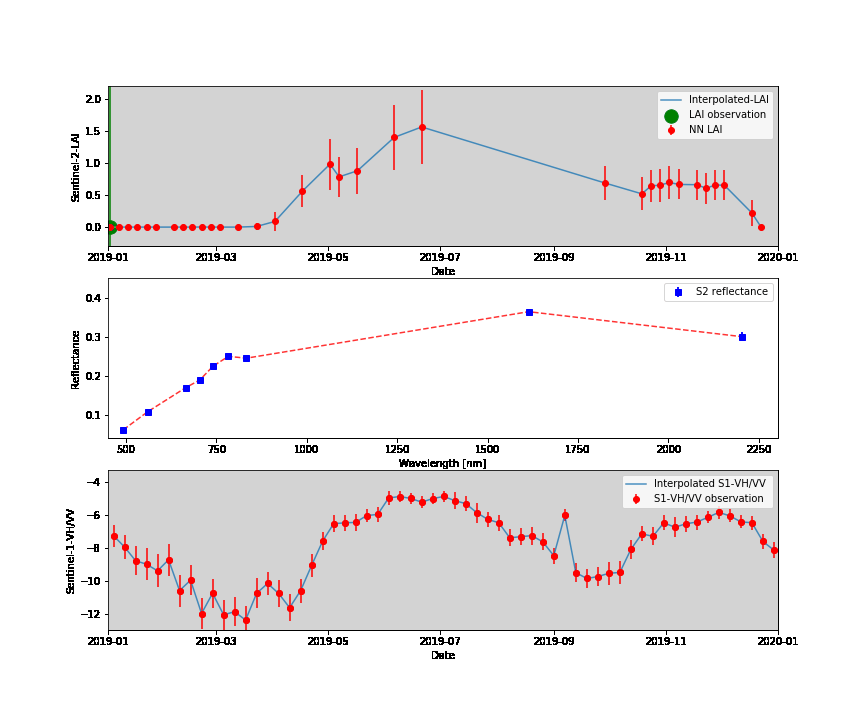 2.0
1.5
1.0
0.5
0.0
Sentinel-2-LAI
Interpolated-LAI
LAI observation
NN LAI
2019-01 2019-03 2019-05 2019-07 2019-09 2019-11 2020-01
Date
0.4
0.3
0.2
0.1
Reflectance
S2 reflectance
500 750 1000 1250 1500 1750 2000 2250
Wavelength [nm]
−4
−6
−8
−10
−12
Sentinel-1-VH/VV
Interpolated S1-VH/VV
S1-VH/VV observation
2019-01 2019-03 2019-05 2019-07 2019-09 2019-11 2020-01
Date